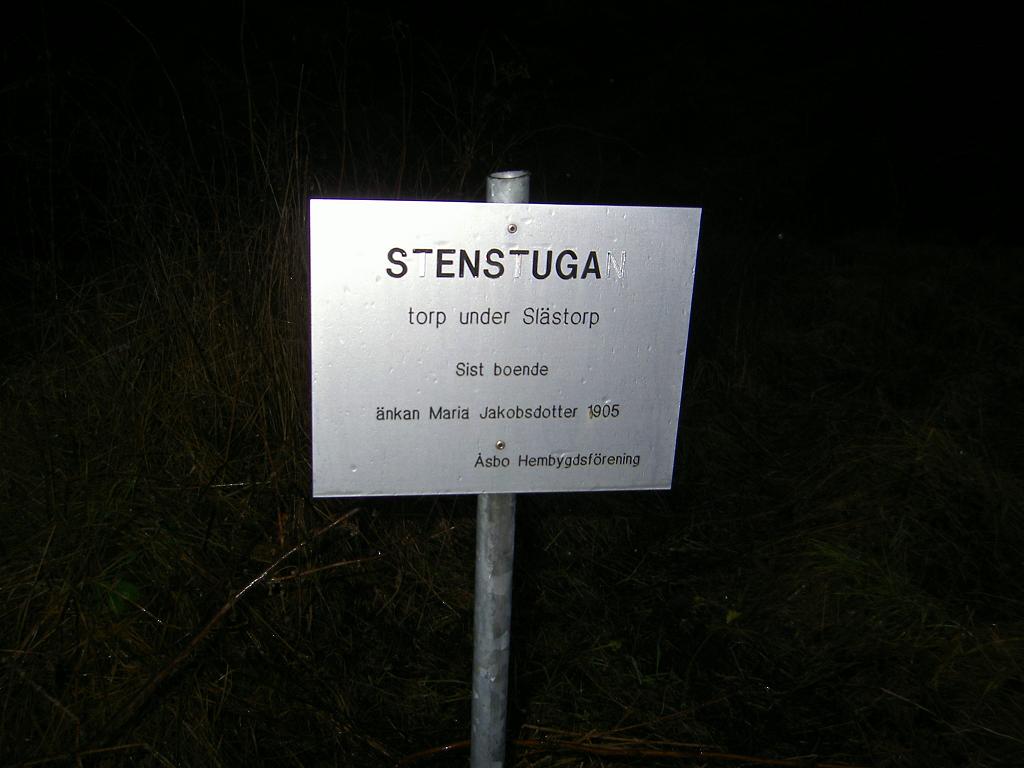 STENSTUGAN
torp under Slästorp
Sist boende
änkan Maria Jakobsdotter 1905
Åsbo Hembygdsförening